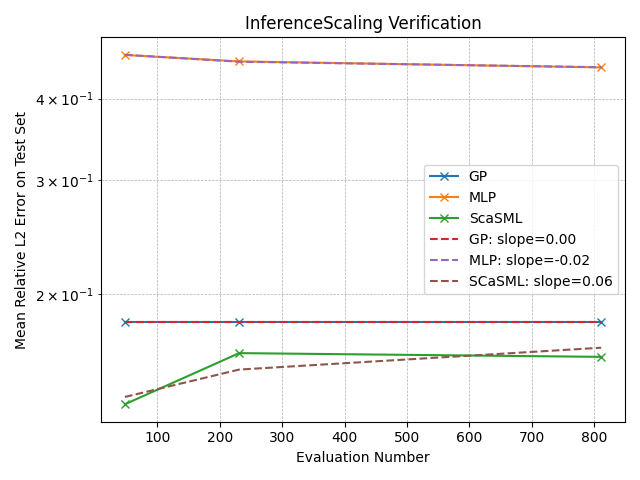 InferenceScaling Verification
Mean Relative L2 Error on Test Set
4 × 10⁻¹
3 × 10⁻¹
2 × 10⁻¹
GP
MLP
ScaSML
GP: slope=0.00
MLP: slope=-0.02
SCaSML: slope=0.06
100 200 300 400 500 600 700 800
Evaluation Number